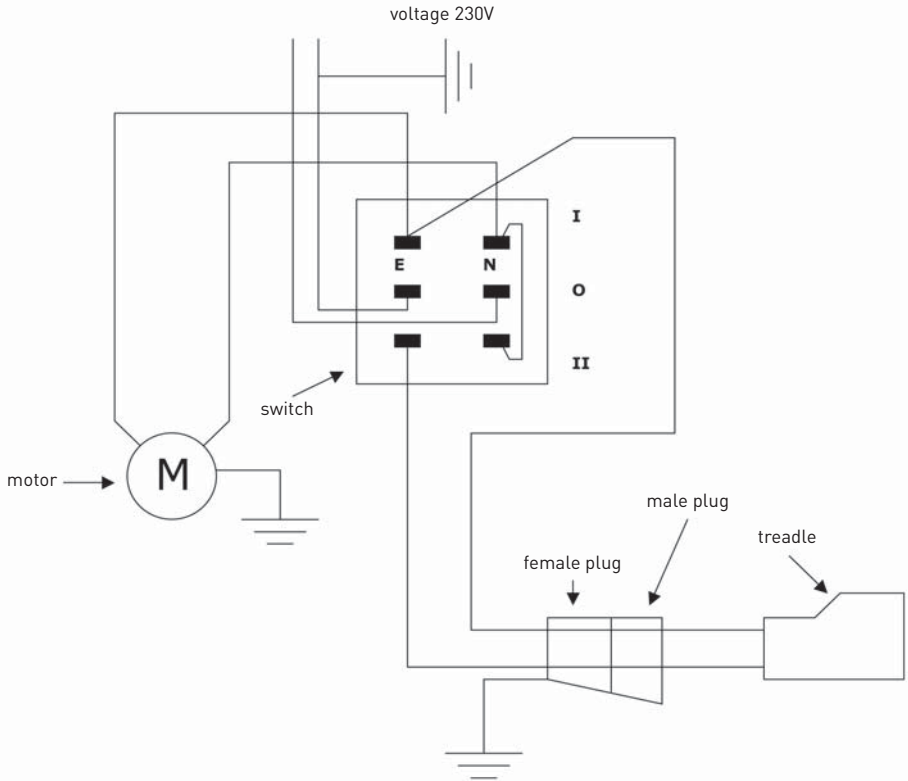 voltage 230V
I
E N
O
II
switch
motor
M
male plug
treadle
female plug